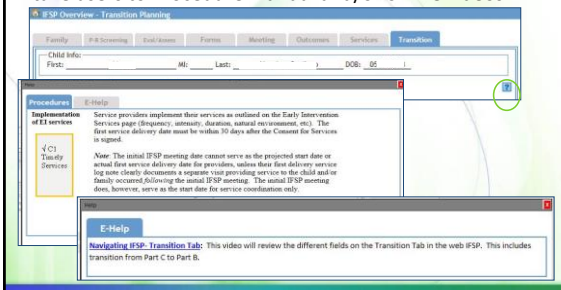 IFSP Overview - Transition Planning
Family P-R Screening Eval/Assess Forms Meeting Outcomes Services Transition
Child Info:
First: MI: Last: DOB: 05
Help
Procedures E-Help
Implementation of EI services
√ C1 Timely Services
Service providers implement their services as outlined on the Early Intervention
Services page (frequency, intensity, duration, natural environment, etc). The
first service delivery date must be within 30 days after the Consent for Services
is signed.
Note: The initial IFSP meeting date cannot serve as the projected start date or
actual first service delivery date for providers, unless their first delivery service
log note clearly documents a separate visit providing service to the child and/or
family occurred following the initial IFSP meeting. The initial IFSP meeting
does, however, serve as the start date for service coordination only.
Help
E-Help
Navigating IFSP- Transition Tab: This video will review the different fields on the Transition Tab in the web IFSP. This includes
transition from Part C to Part B.